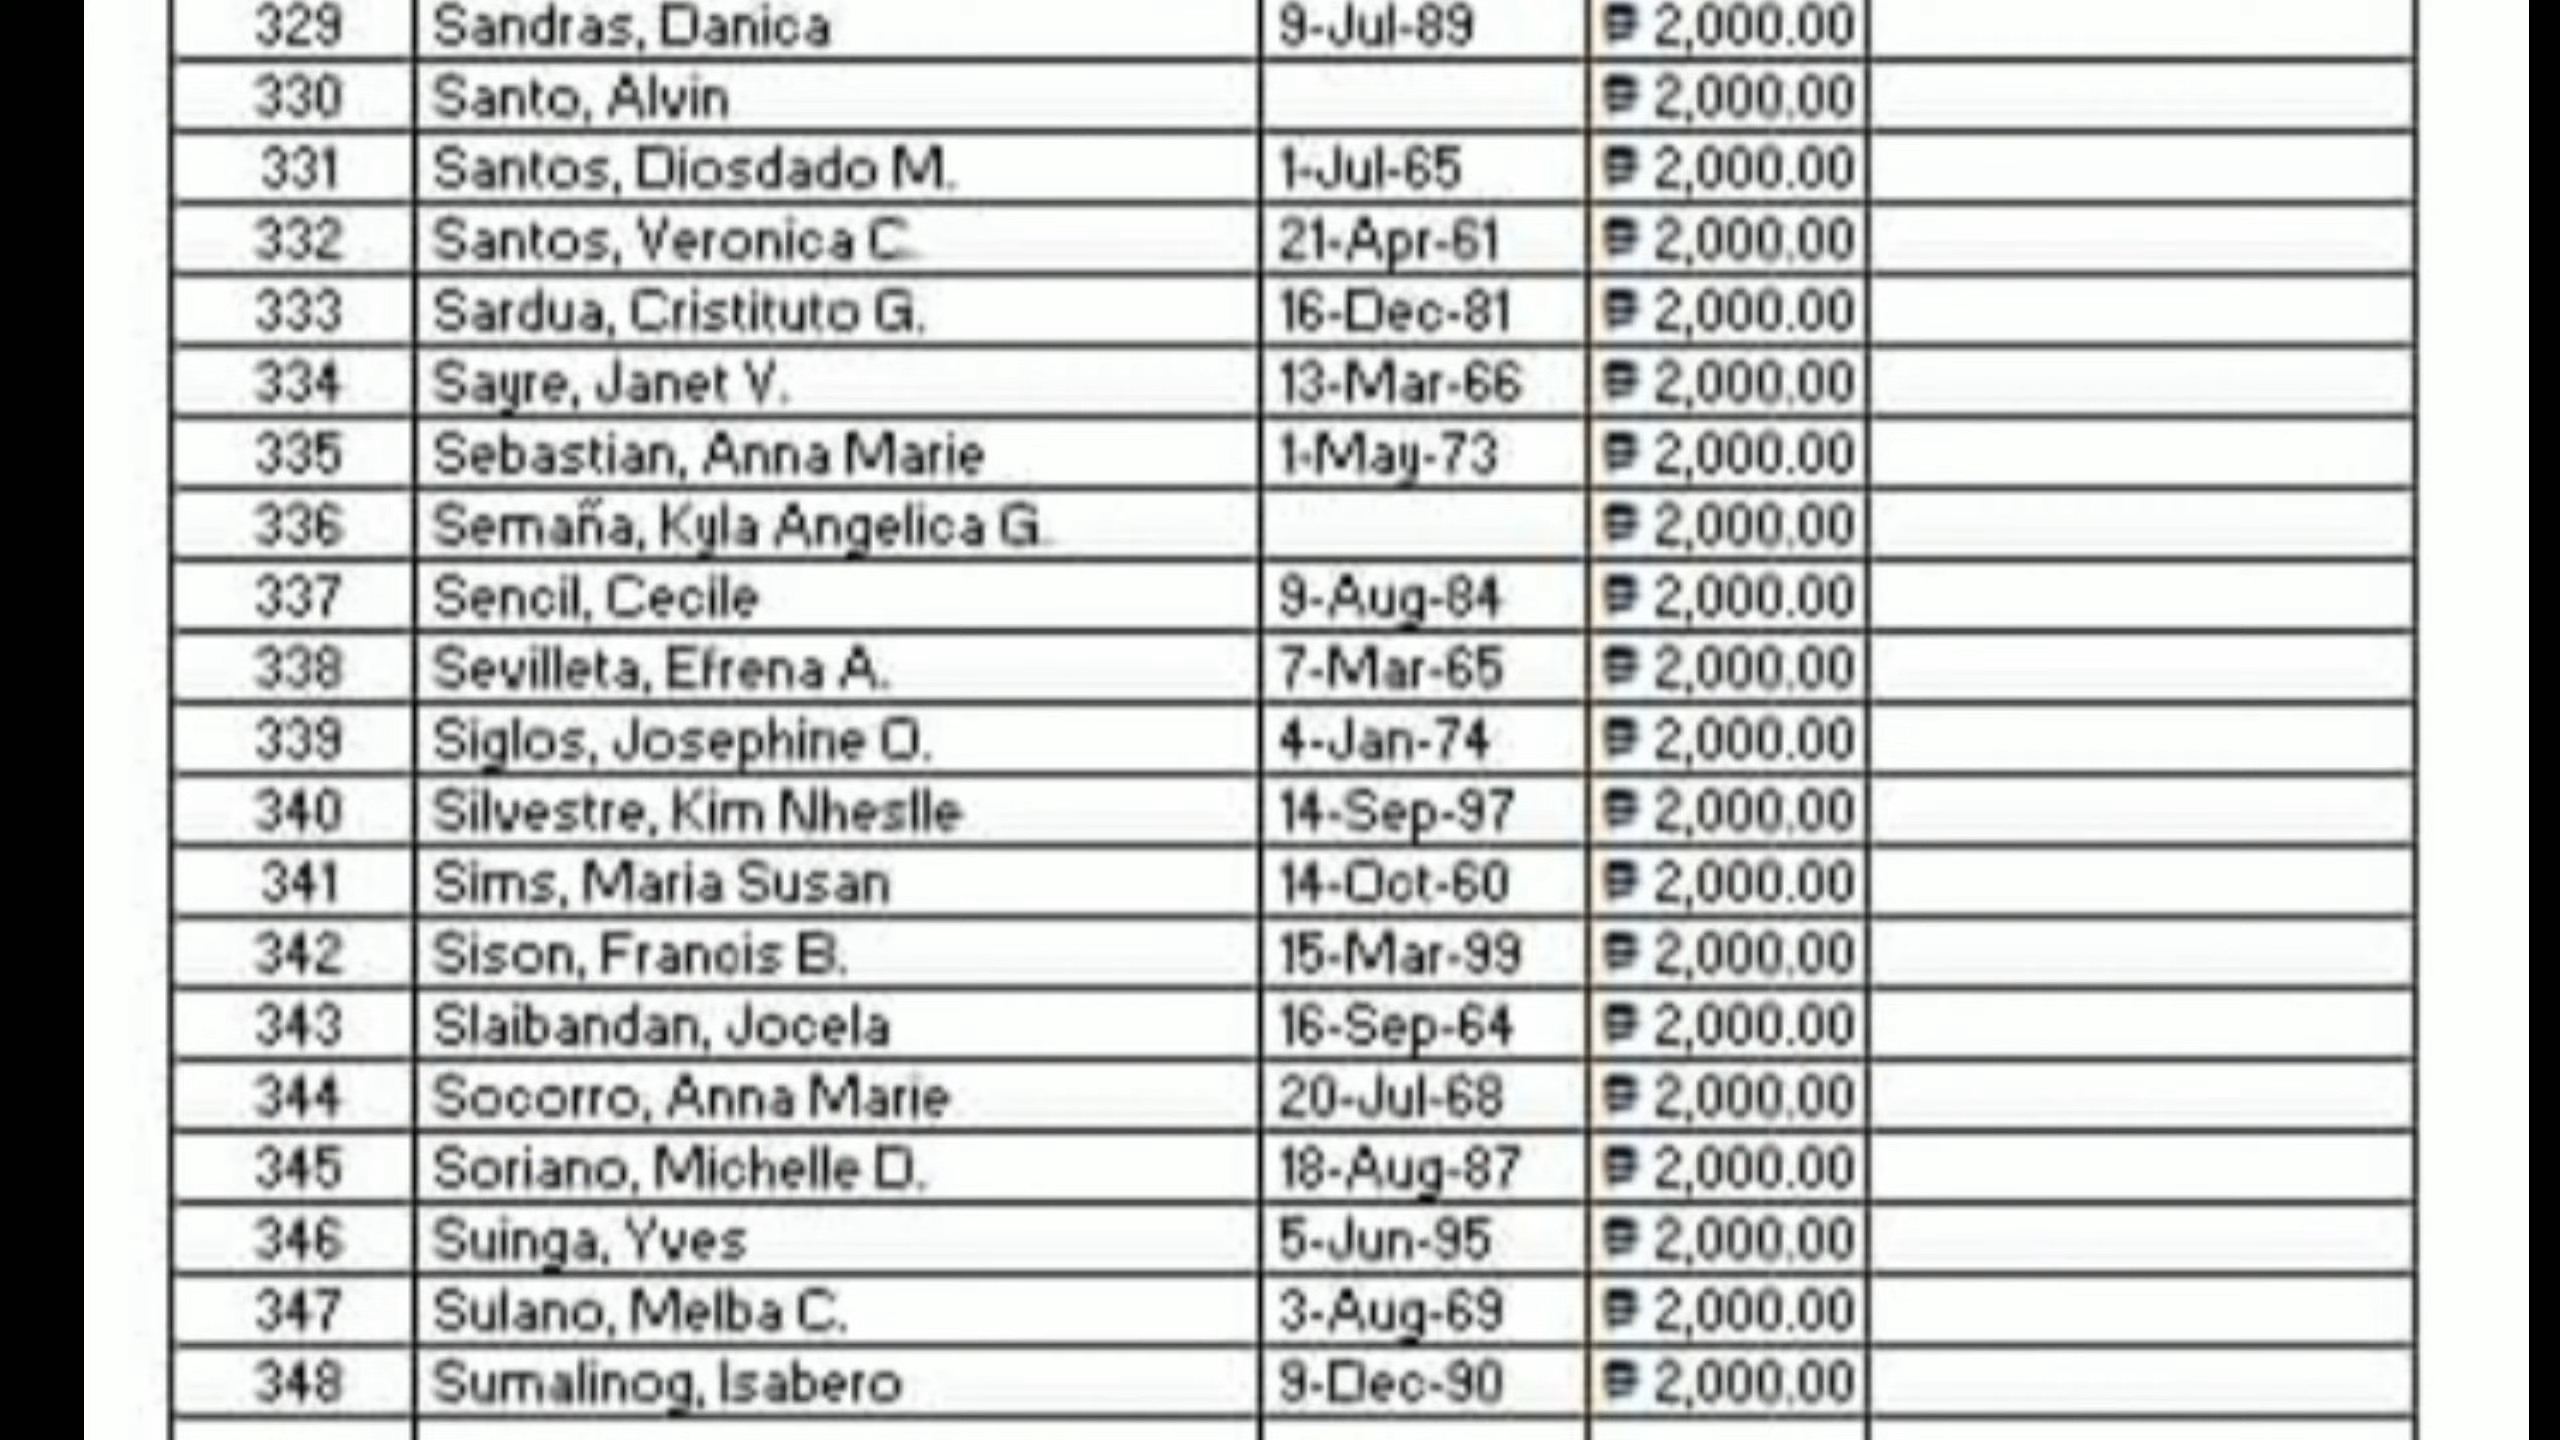 329 Sandras, Danica 9-Jul-89 ₱ 2,000.00
330 Santo, Alvin ₱ 2,000.00
331 Santos, Diosdado M. 1-Jul-65 ₱ 2,000.00
332 Santos, Veronica C. 21-Apr-61 ₱ 2,000.00
333 Sardua, Cristituto G. 16-Dec-81 ₱ 2,000.00
334 Sayre, Janet V. 13-Mar-66 ₱ 2,000.00
335 Sebastian, Anna Marie 1-May-73 ₱ 2,000.00
336 Semaña, Kyla Angelica G. ₱ 2,000.00
337 Sencil, Cecile 9-Aug-84 ₱ 2,000.00
338 Sevilleta, Efrena A. 7-Mar-65 ₱ 2,000.00
339 Siglos, Josephine O. 4-Jan-74 ₱ 2,000.00
340 Silvestre, Kim Nheslle 14-Sep-97 ₱ 2,000.00
341 Sims, Maria Susan 14-Oct-60 ₱ 2,000.00
342 Sison, Francis B. 15-Mar-99 ₱ 2,000.00
343 Slaibandan, Jocela 16-Sep-64 ₱ 2,000.00
344 Socorro, Anna Marie 20-Jul-68 ₱ 2,000.00
345 Soriano, Michelle D. 18-Aug-87 ₱ 2,000.00
346 Suinga, Yves 5-Jun-95 ₱ 2,000.00
347 Sulano, Melba C. 3-Aug-69 ₱ 2,000.00
348 Sumalinog, Isabero 9-Dec-90 ₱ 2,000.00